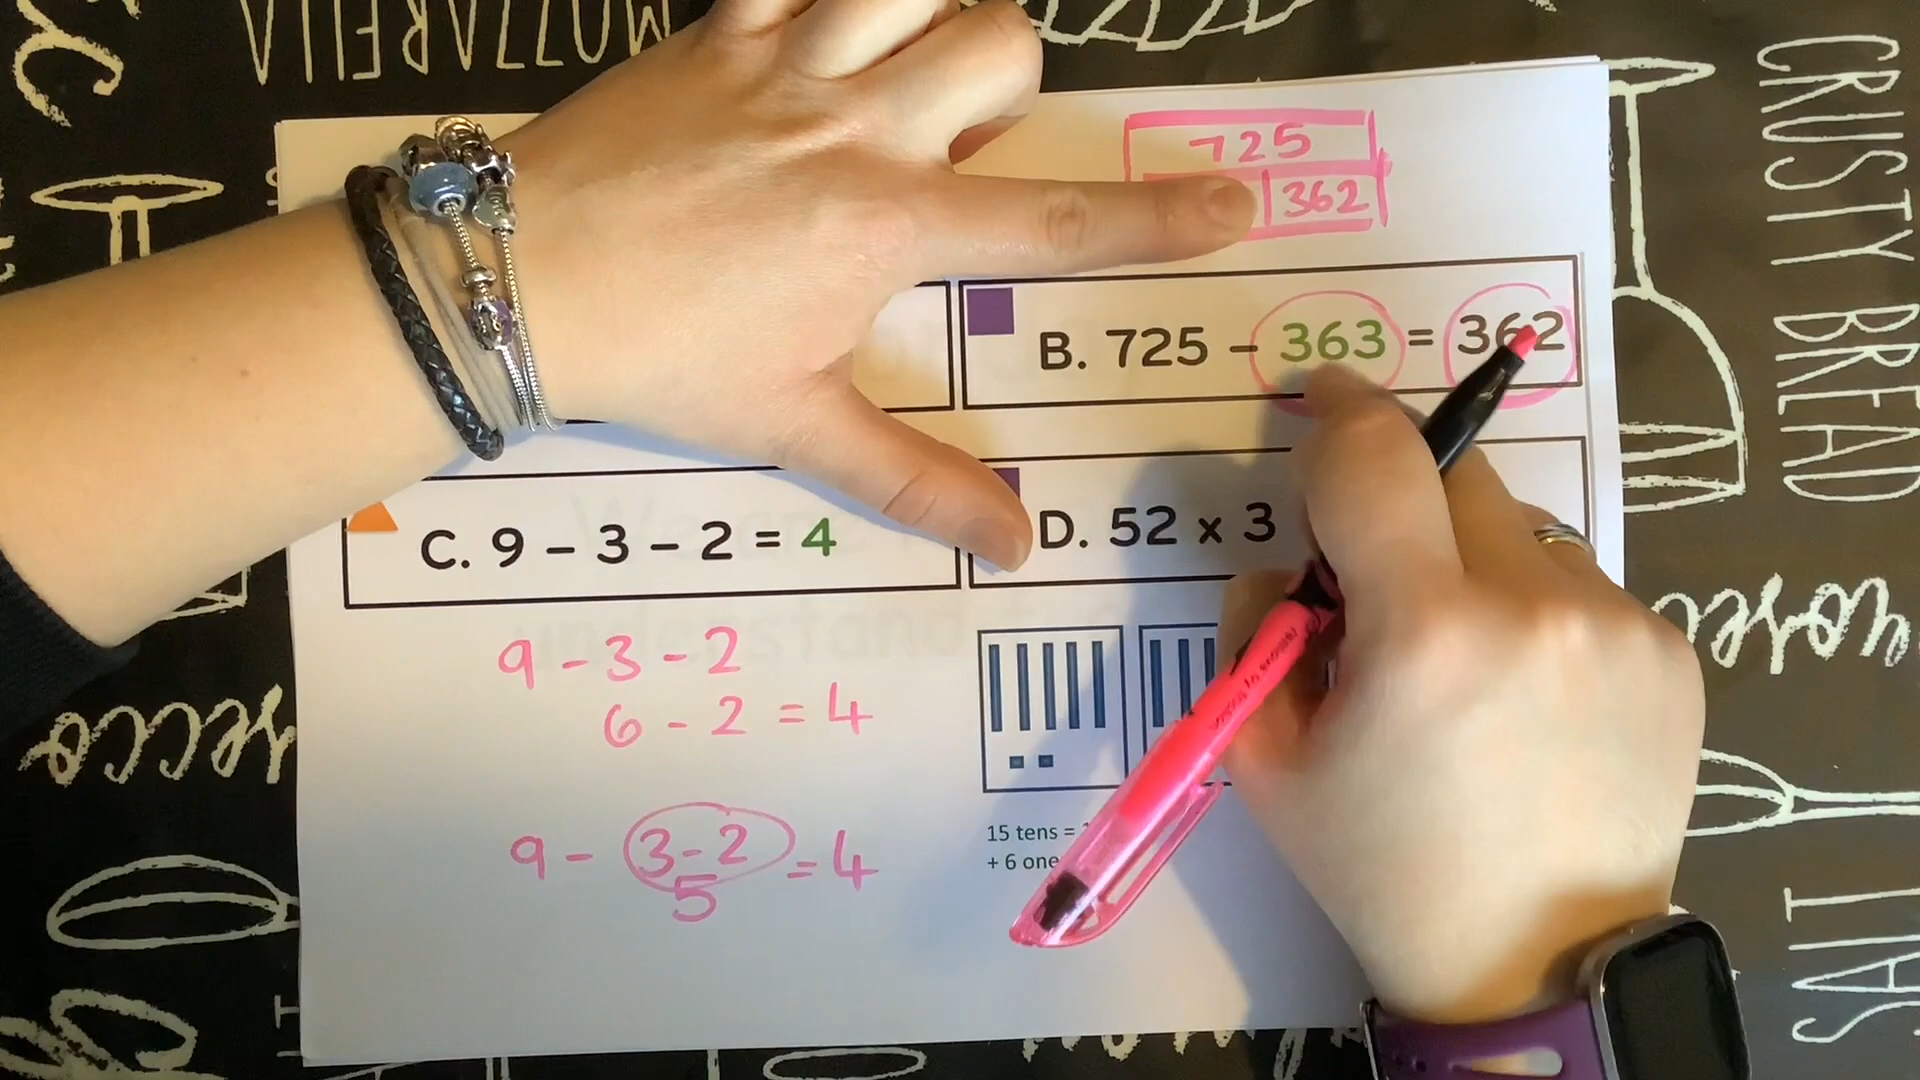 MOZZARELLA
725
362
B. 725 – 363 = 362
C. 9 – 3 – 2 = 4
D. 52 x 3
9 - 3 - 2
6 - 2 = 4
9 - 3-2 = 4
5
15 tens =
+ 6 one
CRUSTY BREAD